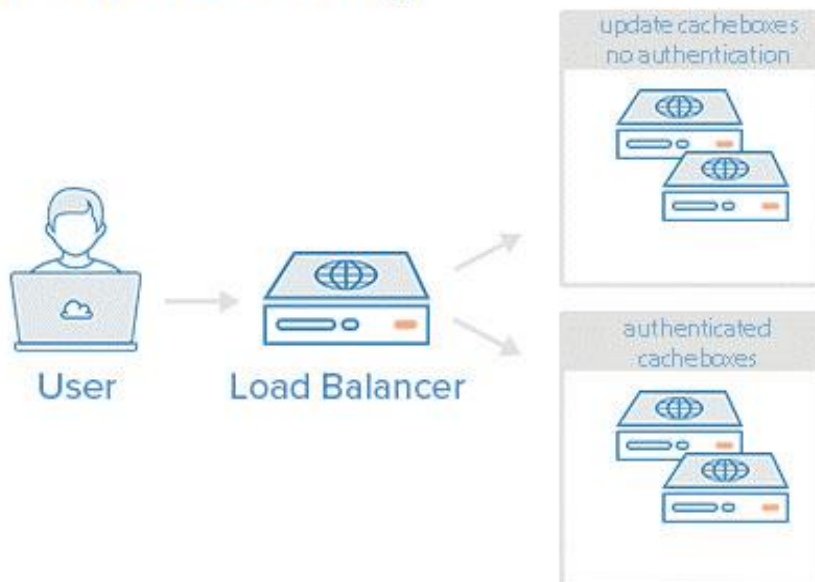 update cacheboxes
no authentication
User
Load Balancer
authenticated
cacheboxes